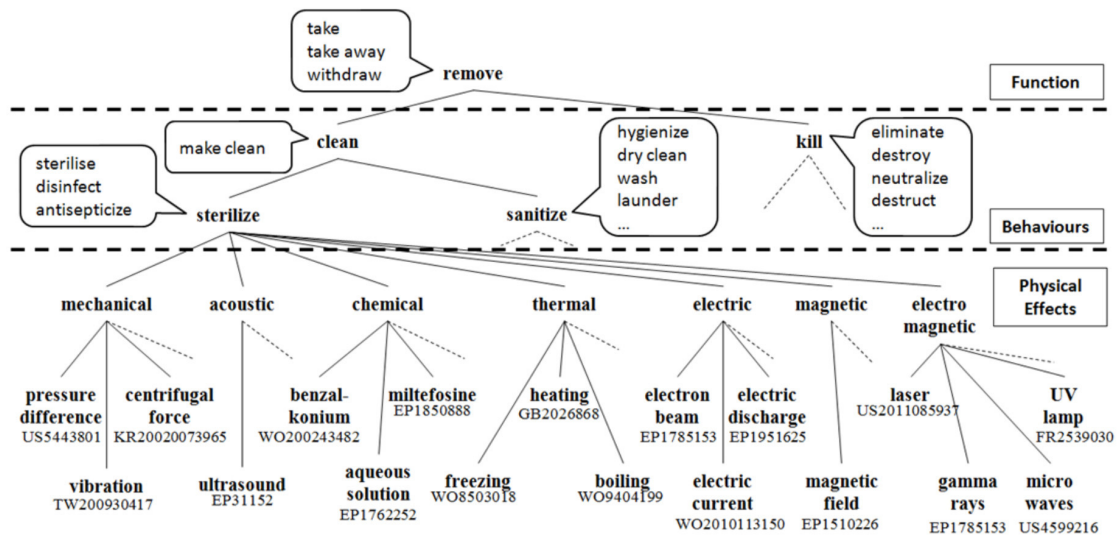 take
take away
withdraw
remove
Function
make clean
clean
hygienize
dry clean
wash
launder
...
kill
eliminate
destroy
neutralize
destruct
...
sterilise
disinfect
antisepticize
sterilize
sanitize
Behaviours
Physical
Effects
mechanical
acoustic
chemical
thermal
electric
magnetic
electro
magnetic
pressure
difference
US5443801
centrifugal
force
KR20020073965
benzal-
konium
WO200243482
miltefosine
EP1850888
heating
GB2026868
electron
beam
EP1785153
electric
discharge
EP1951625
laser
US2011085937
UV
lamp
FR2539030
vibration
TW200930417
ultrasound
EP31152
aqueous
solution
EP1762252
freezing
WO8503018
boiling
WO9404199
electric
current
WO2010113150
magnetic
field
EP1510226
gamma
rays
EP1785153
micro
waves
US4599216